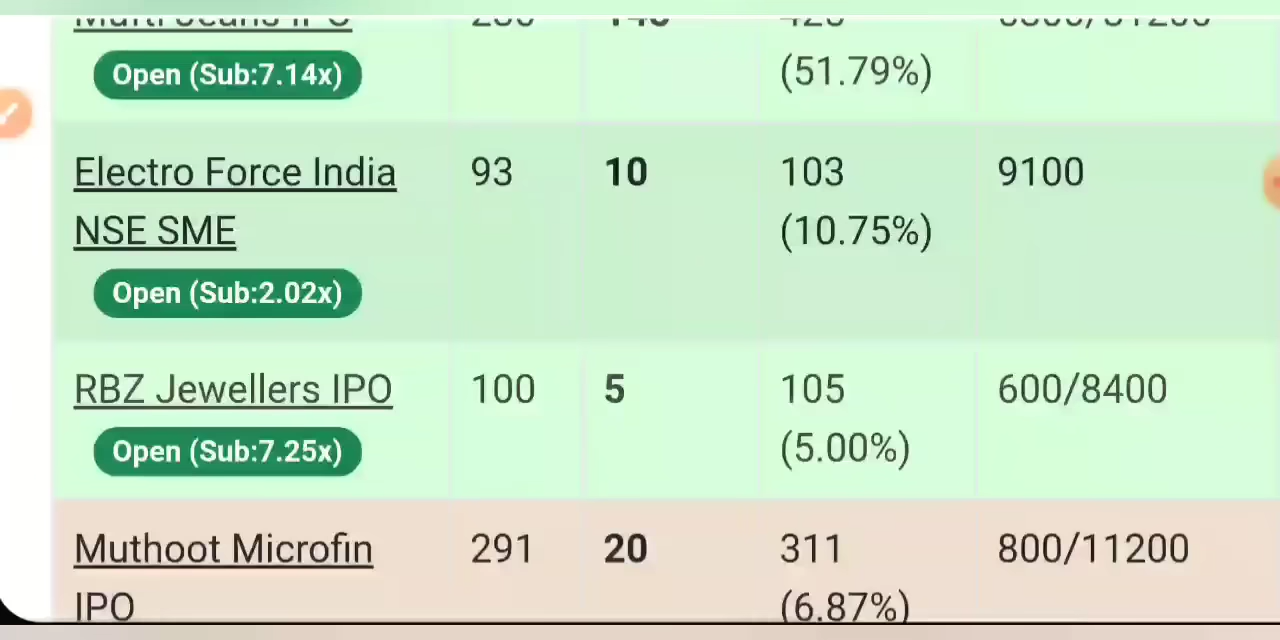 Open (Sub:7.14x)
(51.79%)
Electro Force India 93 10 103 9100
NSE SME (10.75%)
Open (Sub:2.02x)
RBZ Jewellers IPO 100 5 105 600/8400
Open (Sub:7.25x) (5.00%)
Muthoot Microfin 291 20 311 800/11200
IPO (6.87%)